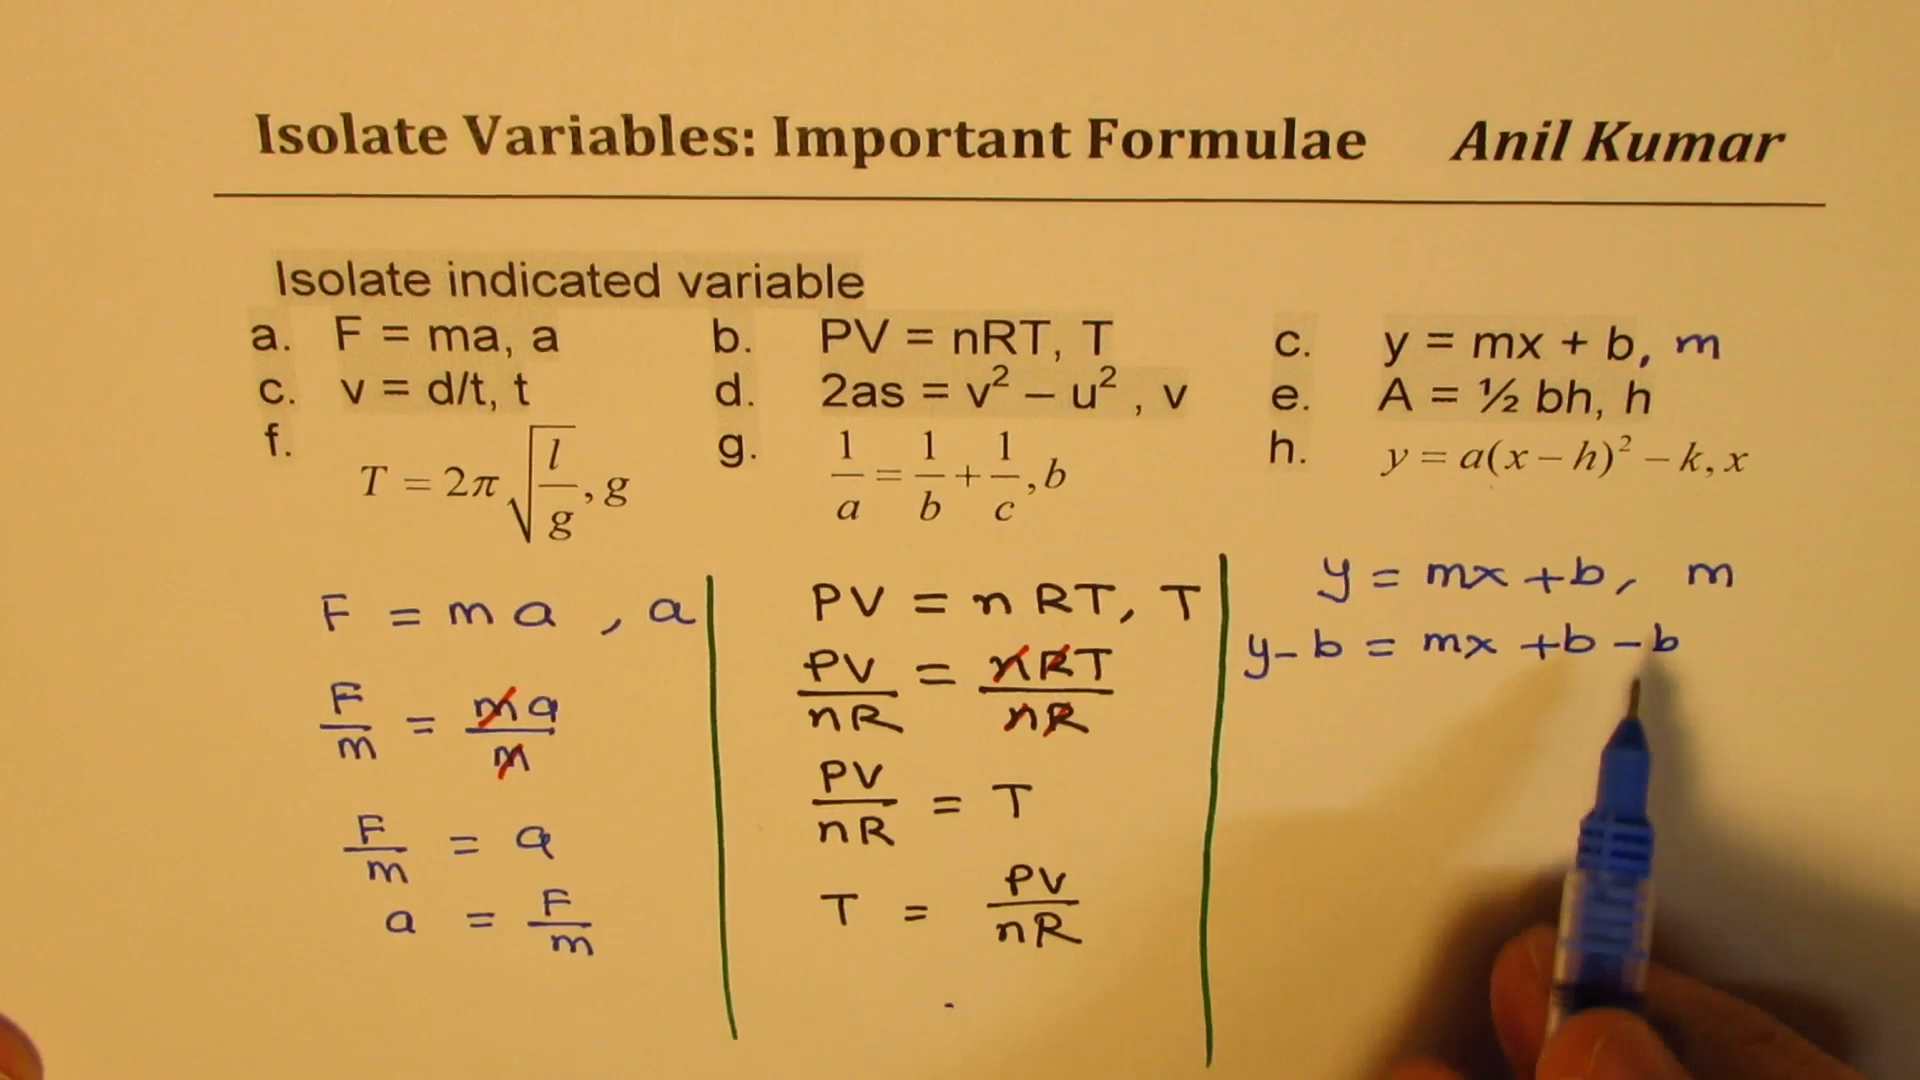 Isolate Variables: Important Formulae Anil Kumar
Isolate indicated variable
a. F = ma, a b. PV = nRT, T c. y = mx + b, m
c. v = d/t, t d. 2as = v² – u² , v e. A = ½ bh, h
f. T = 2π√(l/g), g g. 1/a = 1/b + 1/c, b h. y = a(x – h)² – k, x
F = ma, a
F/m = ma/m
F/m = a
a = F/m
PV = nRT, T
PV/nR = nRT/nR
PV/nR = T
T = PV/nR
y = mx + b, m
y – b = mx + b – b